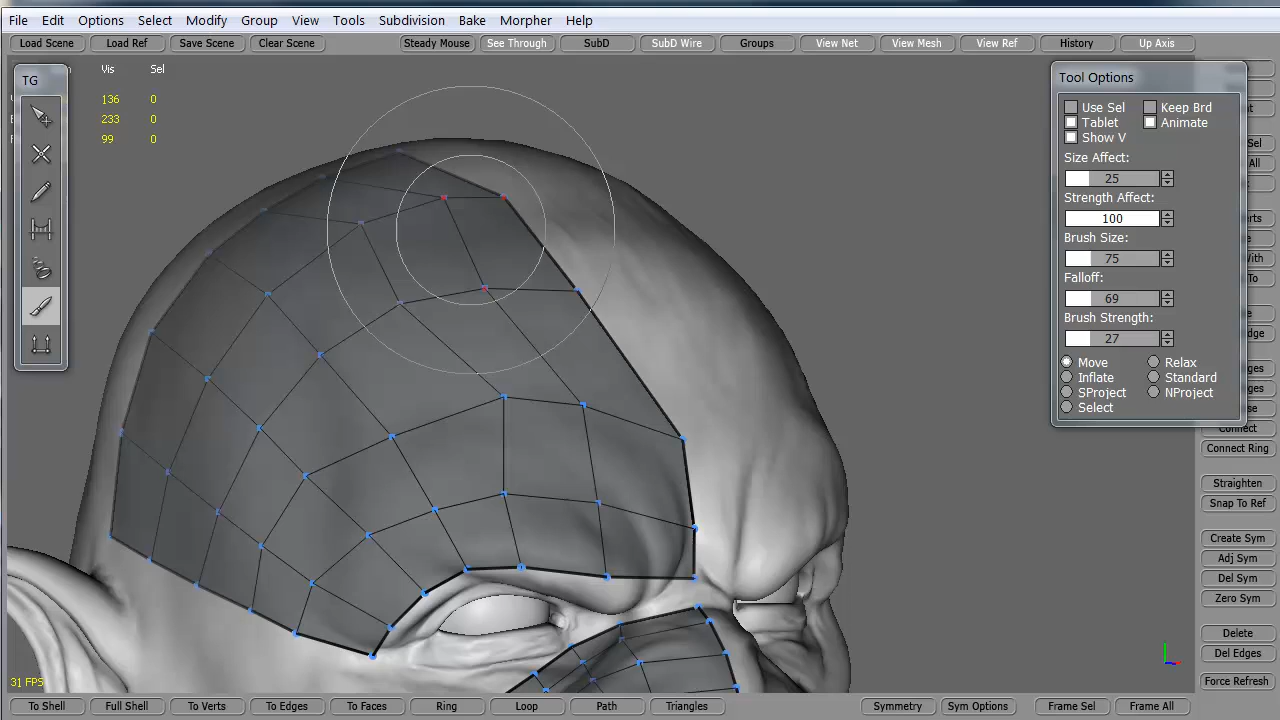 File Edit Options Select Modify Group View Tools Subdivision Bake Morpher Help
Load Scene Load Ref Save Scene Clear Scene Steady Mouse See Through SubD SubD Wire Groups View Net View Mesh View Ref History Up Axis
TG
Vis Sel
136 0
233 0
99 0
Tool Options
Use Sel Keep Brd
Tablet Animate
Show V
Size Affect:
25
Strength Affect:
100
Brush Size:
75
Falloff:
69
Brush Strength:
27
Move Relax
Inflate Standard
SProject NProject
Select
Connect
Connect Ring
Straighten
Snap To Ref
Create Sym
Adj Sym
Del Sym
Zero Sym
Delete
Del Edges
Force Refresh
31 FPS
To Shell Full Shell To Verts To Edges To Faces Ring Loop Path Triangles Symmetry Sym Options Frame Sel Frame All